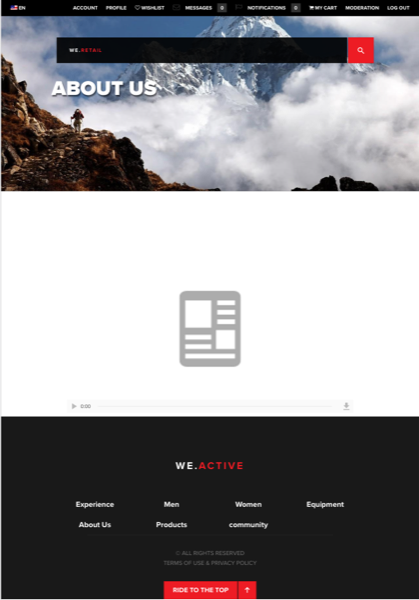 EN ACCOUNT PROFILE WISHLIST MESSAGES 0 NOTIFICATIONS 0 MY CART MODERATION LOG OUT
WE.RETAIL
ABOUT US
0:00
WE.ACTIVE
Experience Men Women Equipment
About Us Products community
© ALL RIGHTS RESERVED
TERMS OF USE & PRIVACY POLICY
RIDE TO THE TOP